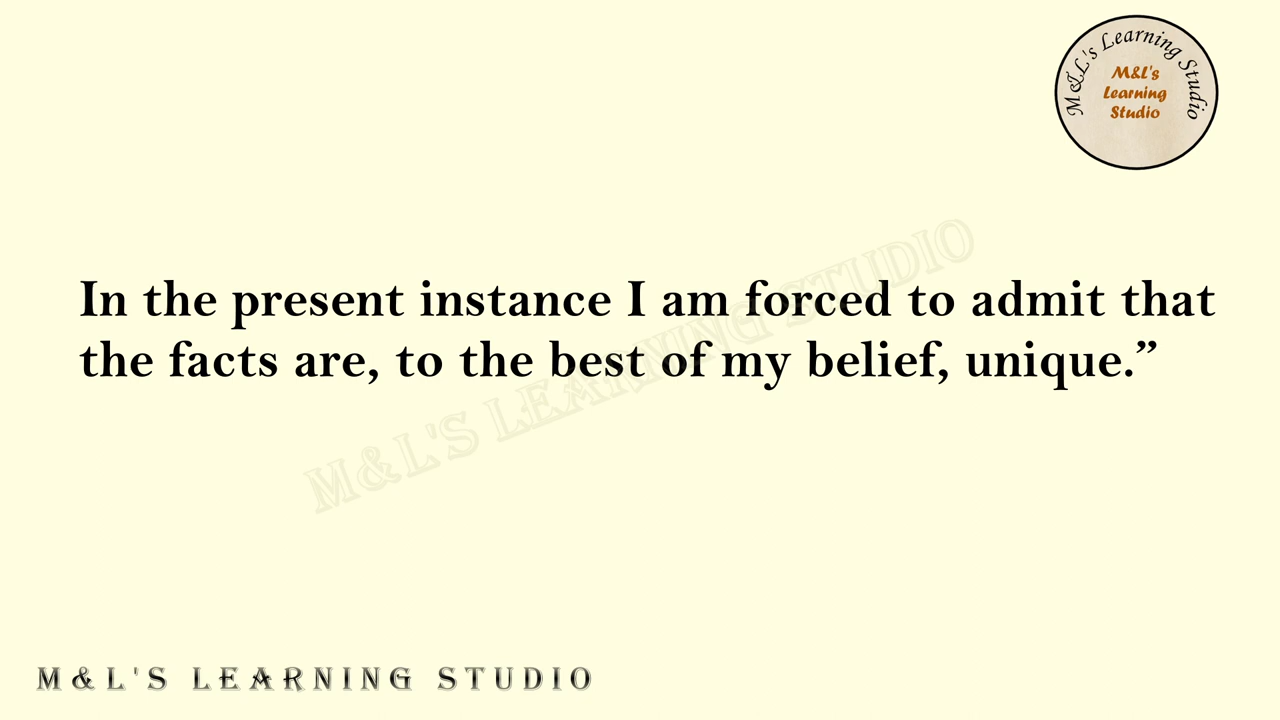 M&L's Learning Studio
M&L's
Learning
Studio
In the present instance I am forced to admit that
the facts are, to the best of my belief, unique.”
M&L'S LEARNING STUDIO
M&L'S LEARNING STUDIO